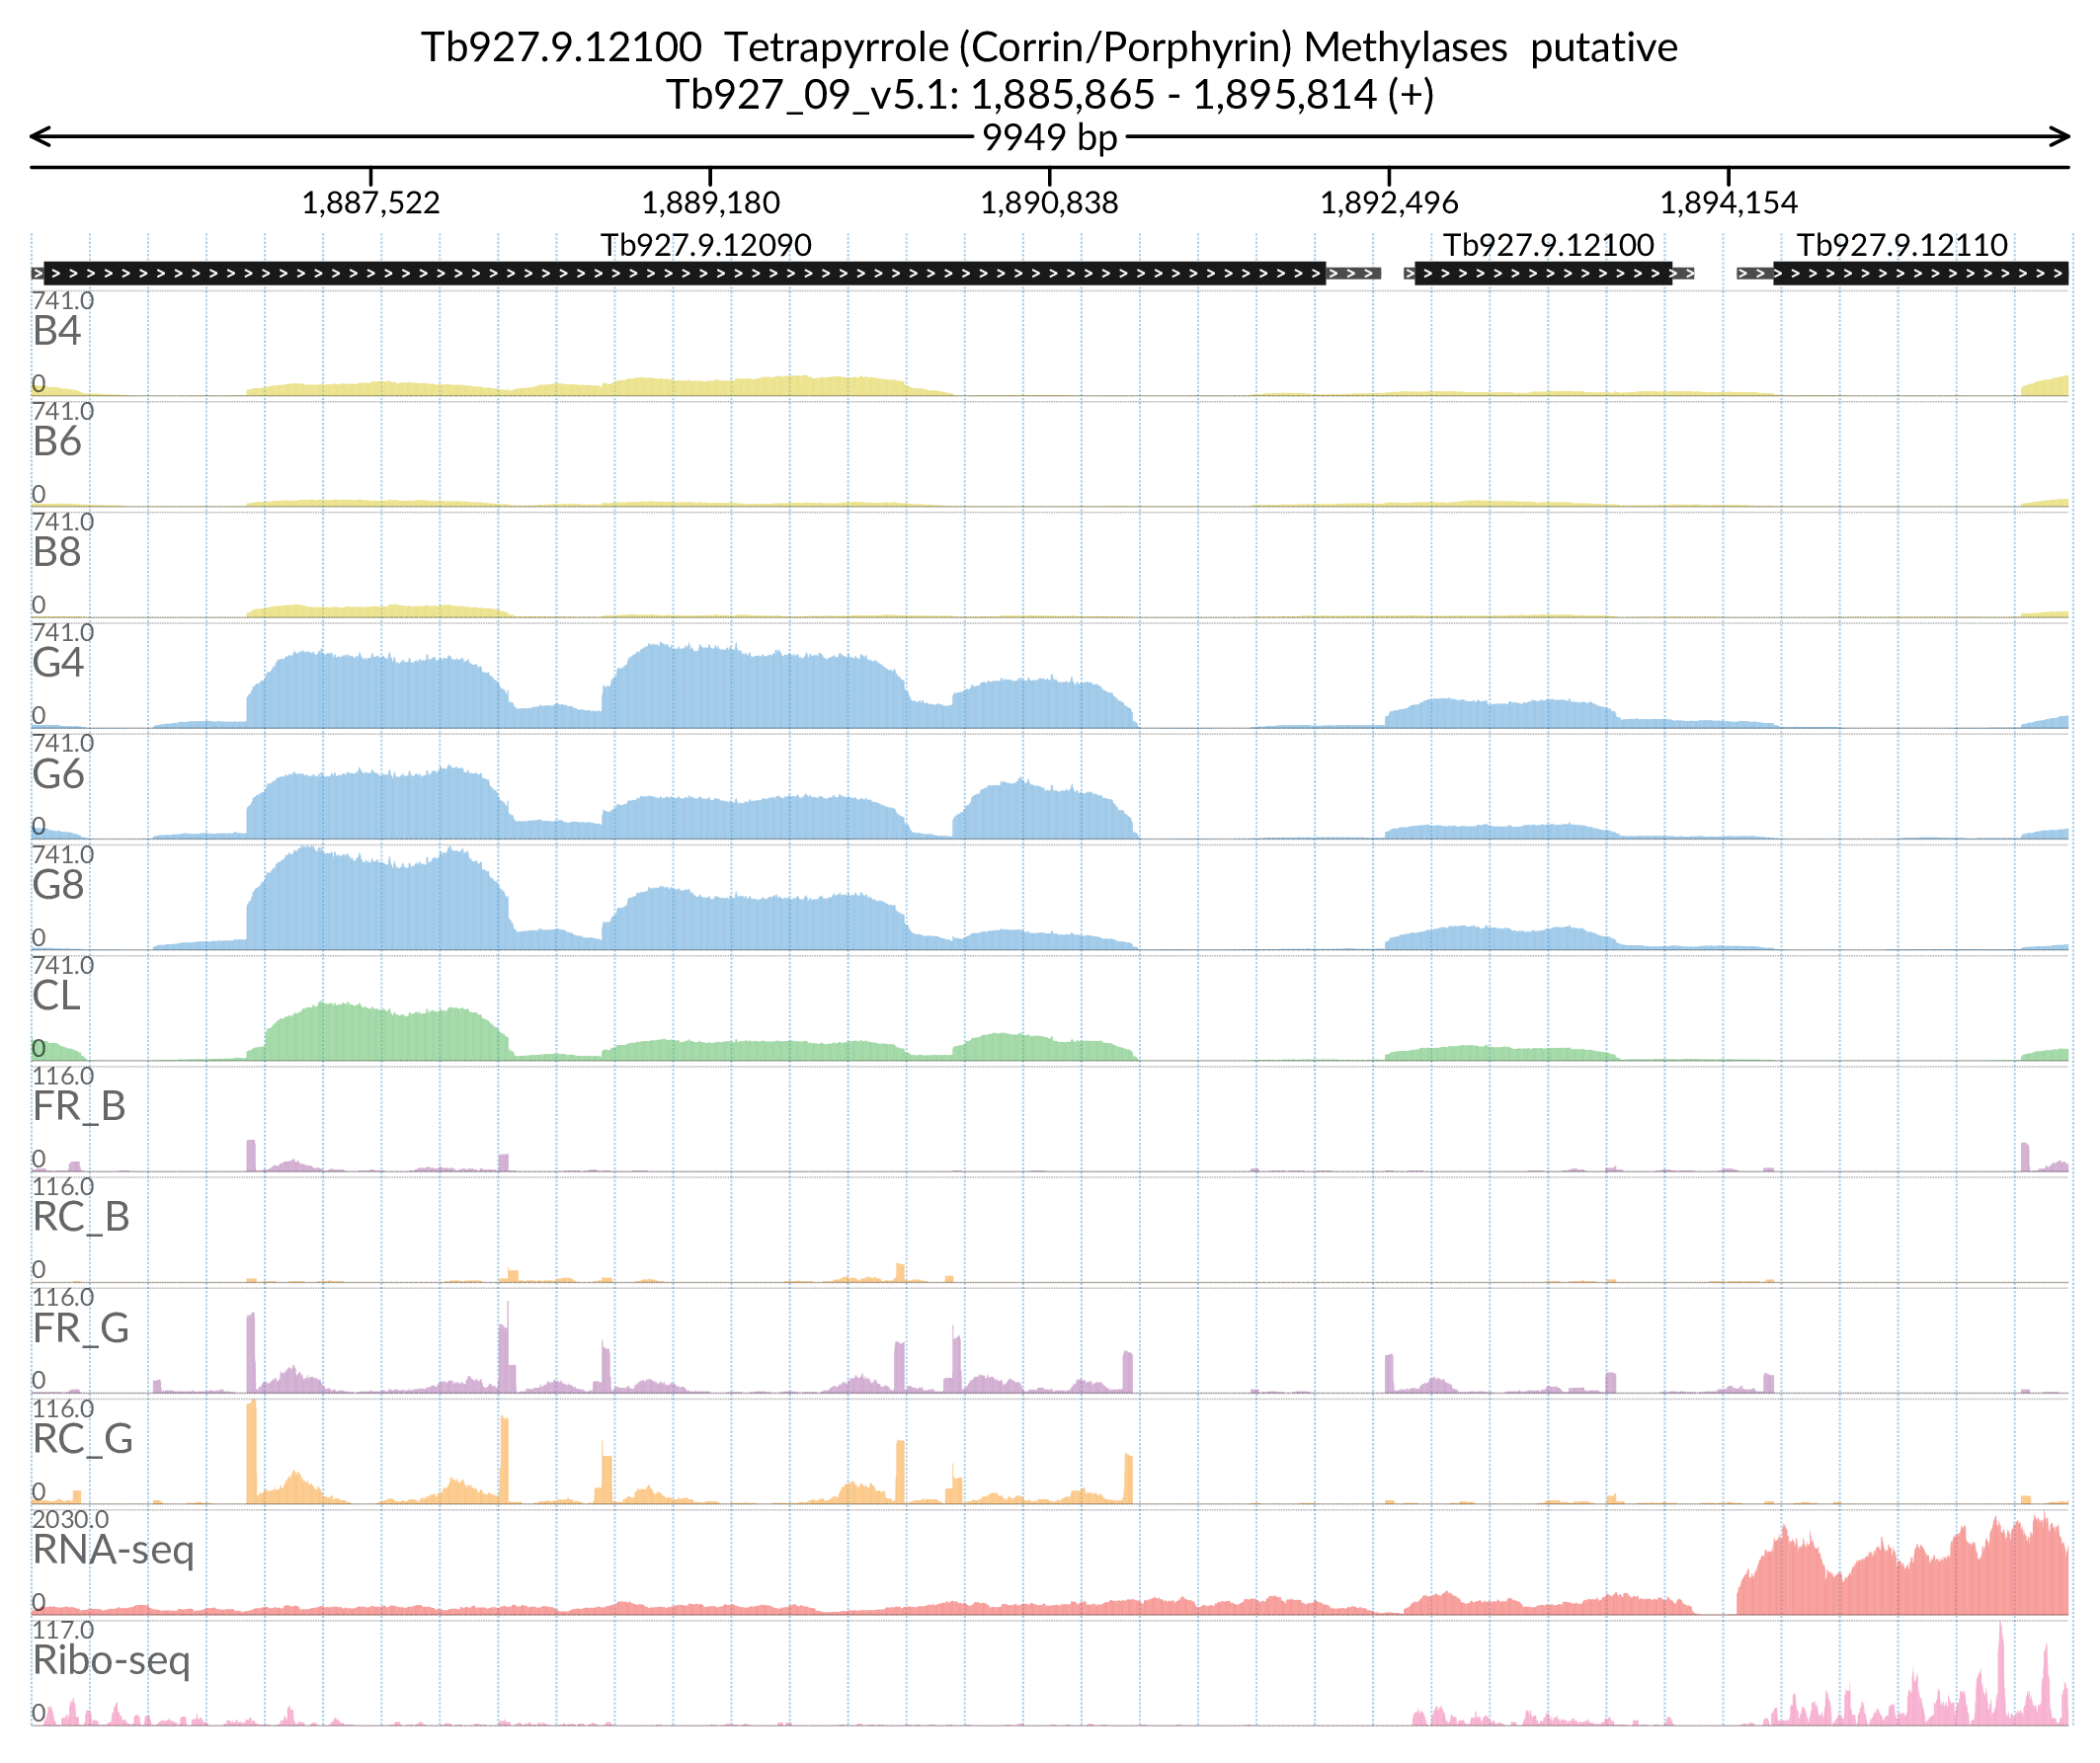 Tb927.9.12100 Tetrapyrrole (Corrin/Porphyrin) Methylases putative
Tb927_09_v5.1: 1,885,865 - 1,895,814 (+)
9949 bp
1,887,522 1,889,180 1,890,838 1,892,496 1,894,154
Tb927.9.12090 Tb927.9.12100 Tb927.9.12110
741.0
B4
0
741.0
B6
0
741.0
B8
0
741.0
G4
0
741.0
G6
0
741.0
G8
0
741.0
CL
0
116.0
FR_B
0
116.0
RC_B
0
116.0
FR_G
0
116.0
RC_G
0
2030.0
RNA-seq
0
117.0
Ribo-seq
0